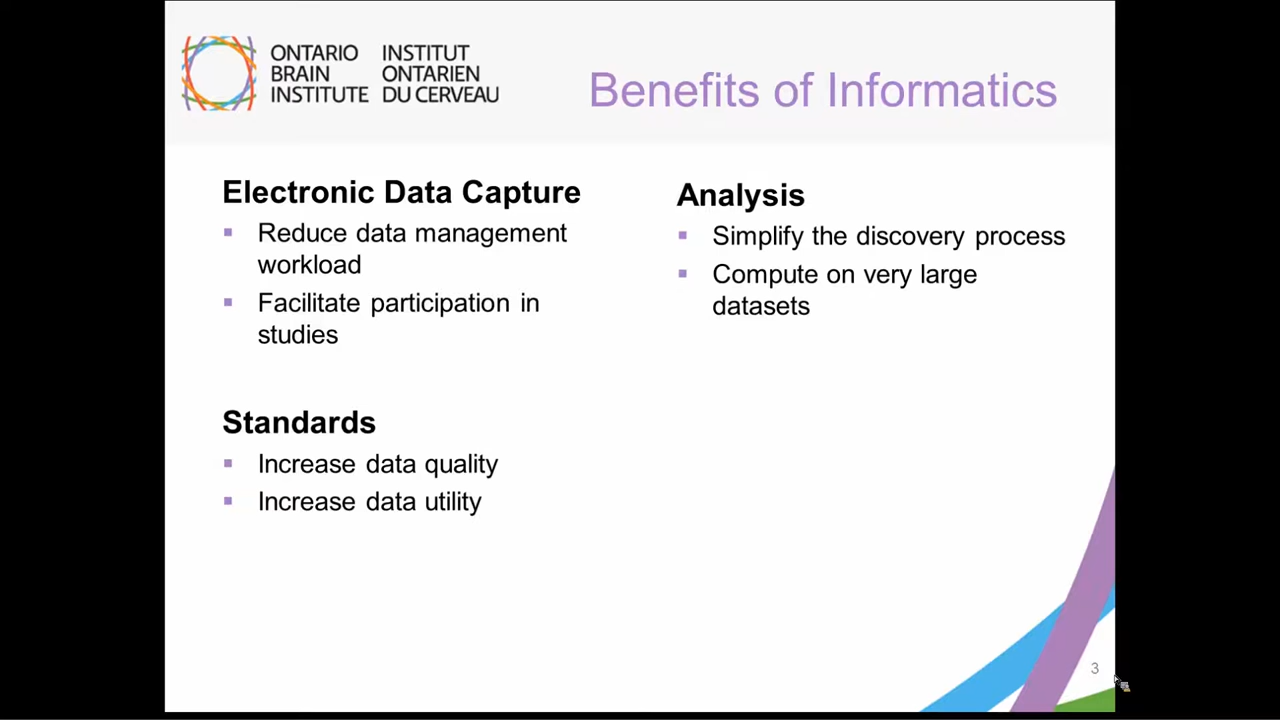 ONTARIO
BRAIN
INSTITUTE
INSTITUT
ONTARIEN
DU CERVEAU
Benefits of Informatics
Electronic Data Capture
Reduce data management
workload
Facilitate participation in
studies
Standards
Increase data quality
Increase data utility
Analysis
Simplify the discovery process
Compute on very large
datasets
3